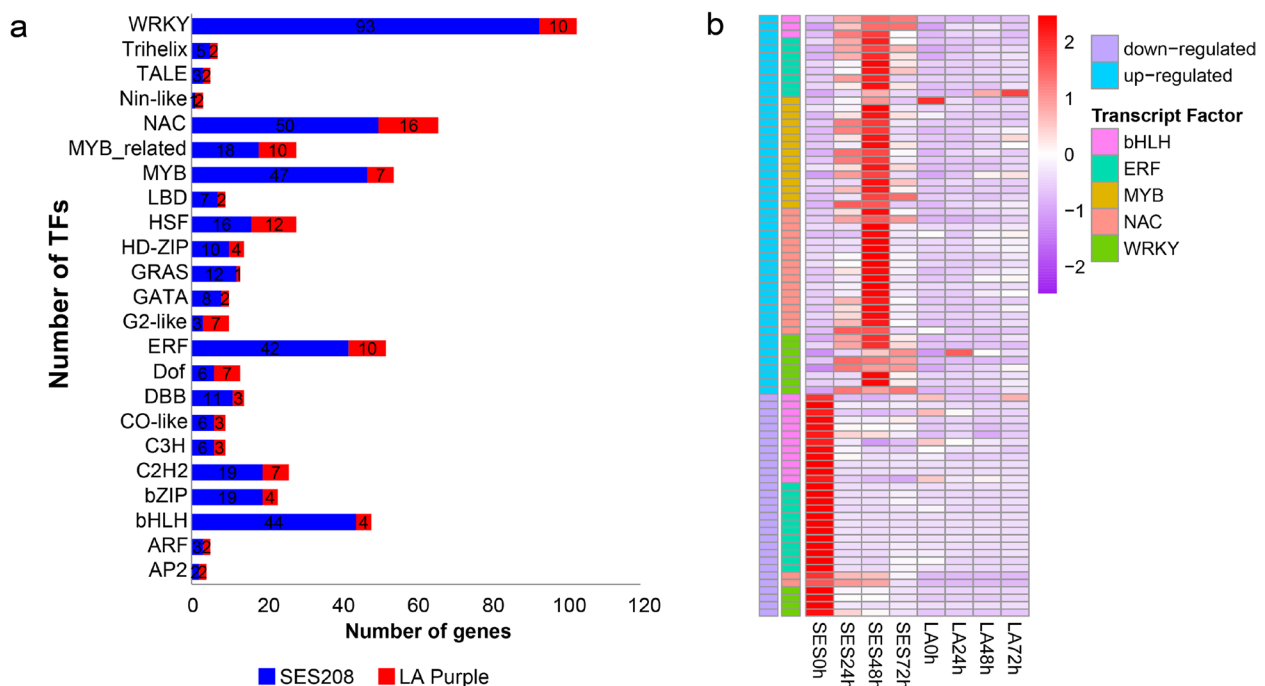 a
Number of TFs
WRKY 93 10
Trihelix 5 2
TALE 3 2
Nin-like 1 2
NAC 50 16
MYB_related 18 10
MYB 47 7
LBD 7 2
HSF 16 12
HD-ZIP 10 4
GRAS 12 1
GATA 8 2
G2-like 3 7
ERF 42 10
Dof 6 7
DBB 11 3
CO-like 6 3
C3H 6 3
C2H2 19 7
bZIP 19 4
bHLH 44 4
ARF 3 2
AP2 2 2
0 20 40 60 80 100 120
Number of genes
SES208 LA Purple
b
2
1
0
−1
−2
down-regulated
up-regulated
Transcript Factor
bHLH
ERF
MYB
NAC
WRKY
SES0h
SES24h
SES48h
SES72h
LA0h
LA24h
LA48h
LA72h